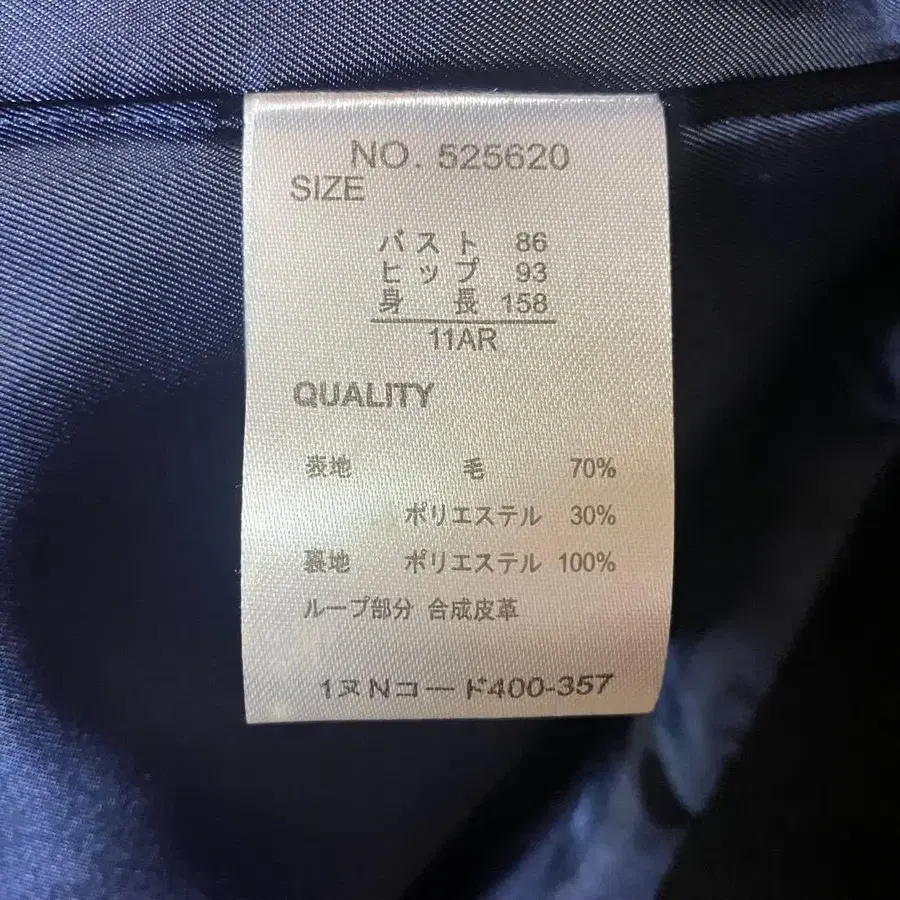 NO. 525620
SIZE
バスト 86
ヒップ 93
身長 158
11AR
QUALITY
表地 毛 70%
ポリエステル 30%
裏地 ポリエステル 100%
ループ部分 合成皮革
1ヌNコード400-357